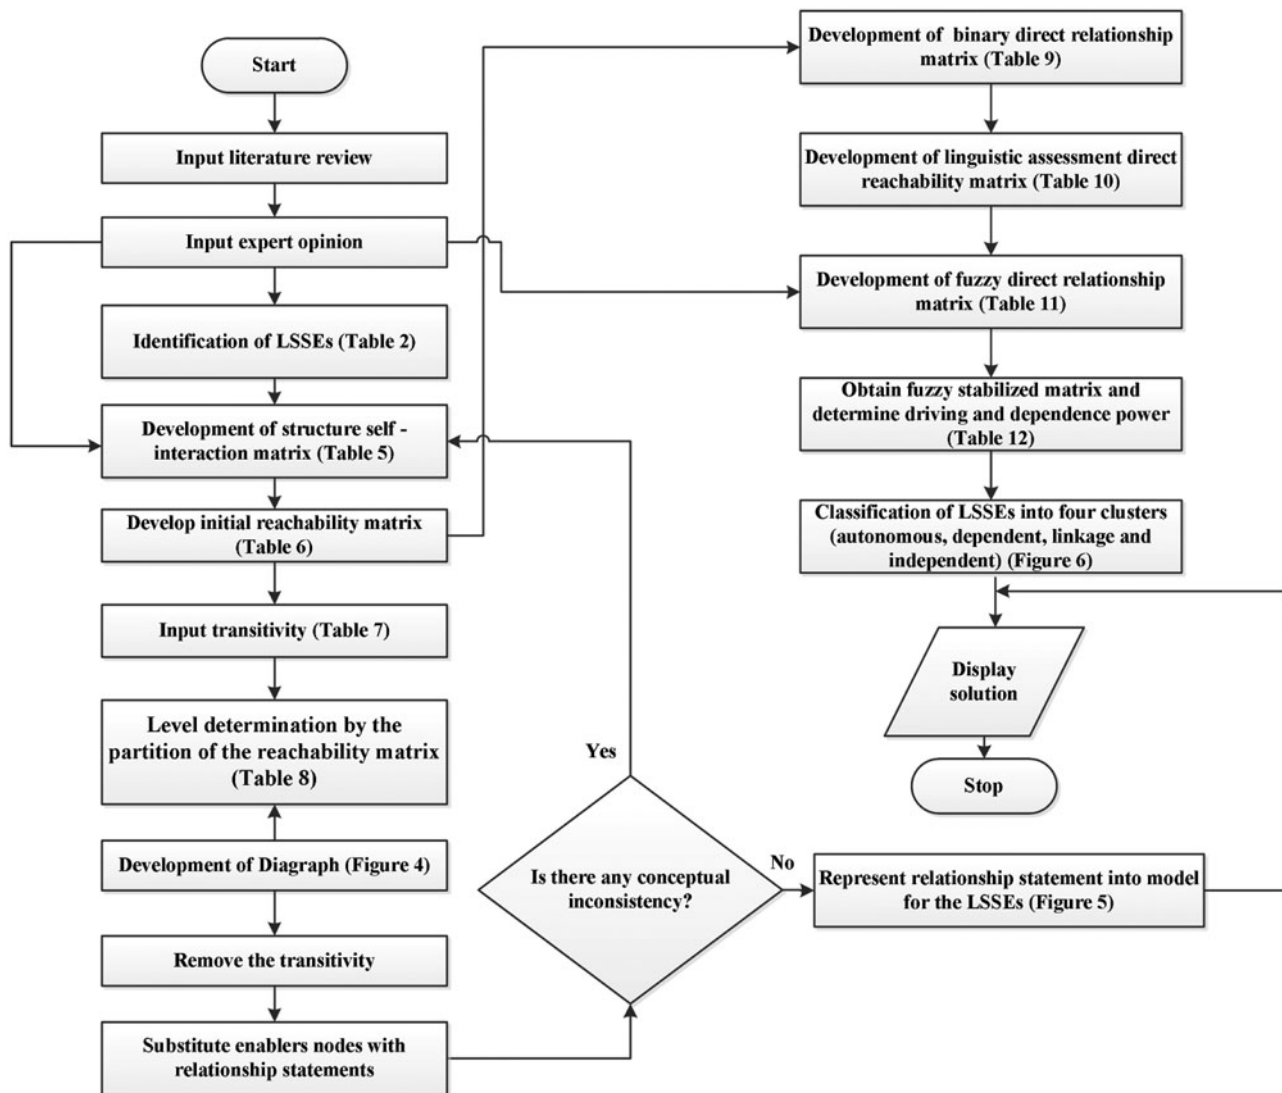 Start
Input literature review
Input expert opinion
Identification of LSSEs (Table 2)
Development of structure self -
interaction matrix (Table 5)
Develop initial reachability matrix
(Table 6)
Input transitivity (Table 7)
Level determination by the
partition of the reachability matrix
(Table 8)
Development of Diagraph (Figure 4)
Remove the transitivity
Substitute enablers nodes with
relationship statements
Yes
Is there any conceptual
inconsistency?
No
Represent relationship statement into model
for the LSSEs (Figure 5)
Development of binary direct relationship
matrix (Table 9)
Development of linguistic assessment direct
reachability matrix (Table 10)
Development of fuzzy direct relationship
matrix (Table 11)
Obtain fuzzy stabilized matrix and
determine driving and dependence power
(Table 12)
Classification of LSSEs into four clusters
(autonomous, dependent, linkage and
independent) (Figure 6)
Display
solution
Stop